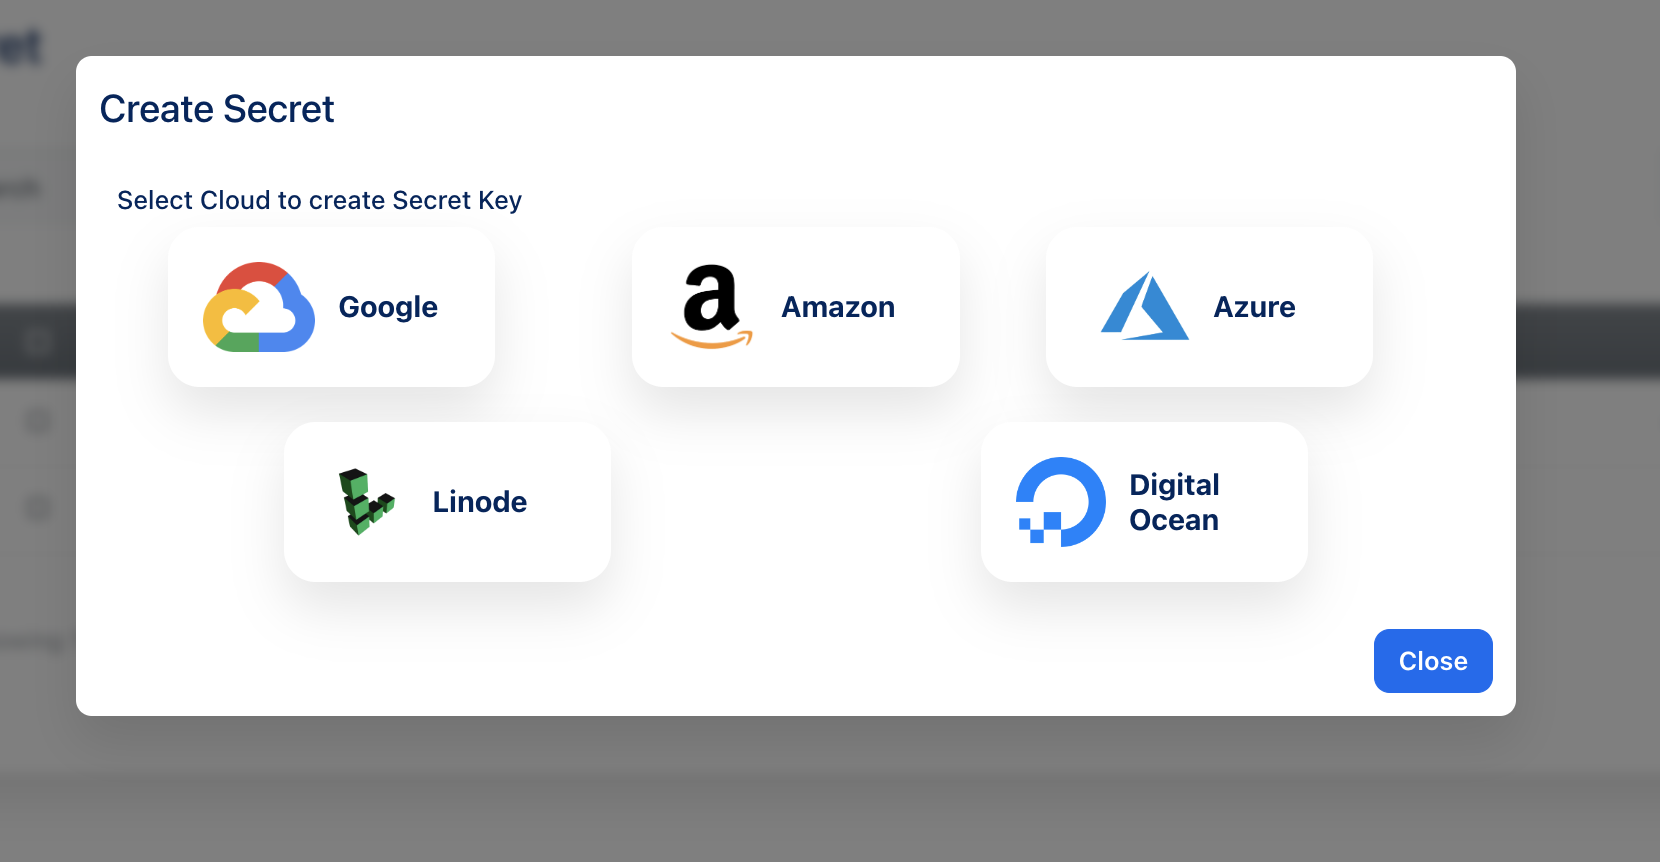 Create Secret
Select Cloud to create Secret Key
Google
Amazon
Azure
Linode
Digital
Ocean
Close